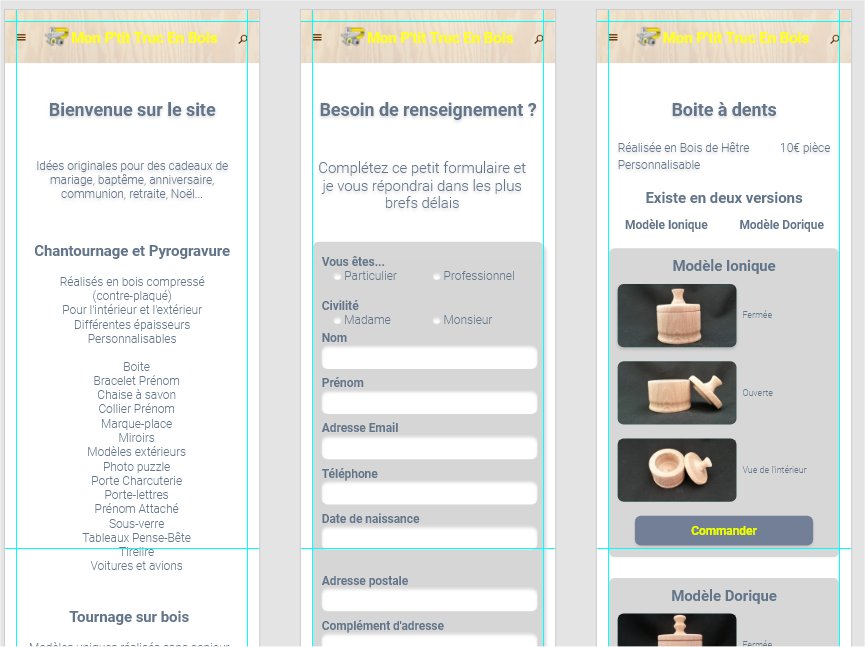 Mon P'tit Truc En Bois
Bienvenue sur le site
Idées originales pour des cadeaux de
mariage, baptême, anniversaire,
communion, retraite, Noël...
Chantournage et Pyrogravure
Réalisés en bois compressé
(contre-plaqué)
Pour l'intérieur et l'extérieur
Différentes épaisseurs
Personnalisables
Boite
Bracelet Prénom
Chaise à savon
Collier Prénom
Marque-place
Miroirs
Modèles extérieurs
Photo puzzle
Porte Charcuterie
Porte-lettres
Prénom Attaché
Sous-verre
Tableaux Pense-Bête
Tirelire
Voitures et avions
Tournage sur bois
Modèles uniques réalisés sans
Mon P'tit Truc En Bois
Besoin de renseignement ?
Complétez ce petit formulaire et
je vous répondrai dans les plus
brefs délais
Vous êtes...
Particulier Professionnel
Civilité
Madame Monsieur
Nom
Prénom
Adresse Email
Téléphone
Date de naissance
Adresse postale
Complément d'adresse
Mon P'tit Truc En Bois
Boite à dents
Réalisée en Bois de Hêtre 10€ pièce
Personnalisable
Existe en deux versions
Modèle Ionique Modèle Dorique
Modèle Ionique
Fermée
Ouverte
Vue de l'intérieur
Commander
Modèle Dorique
Fermée